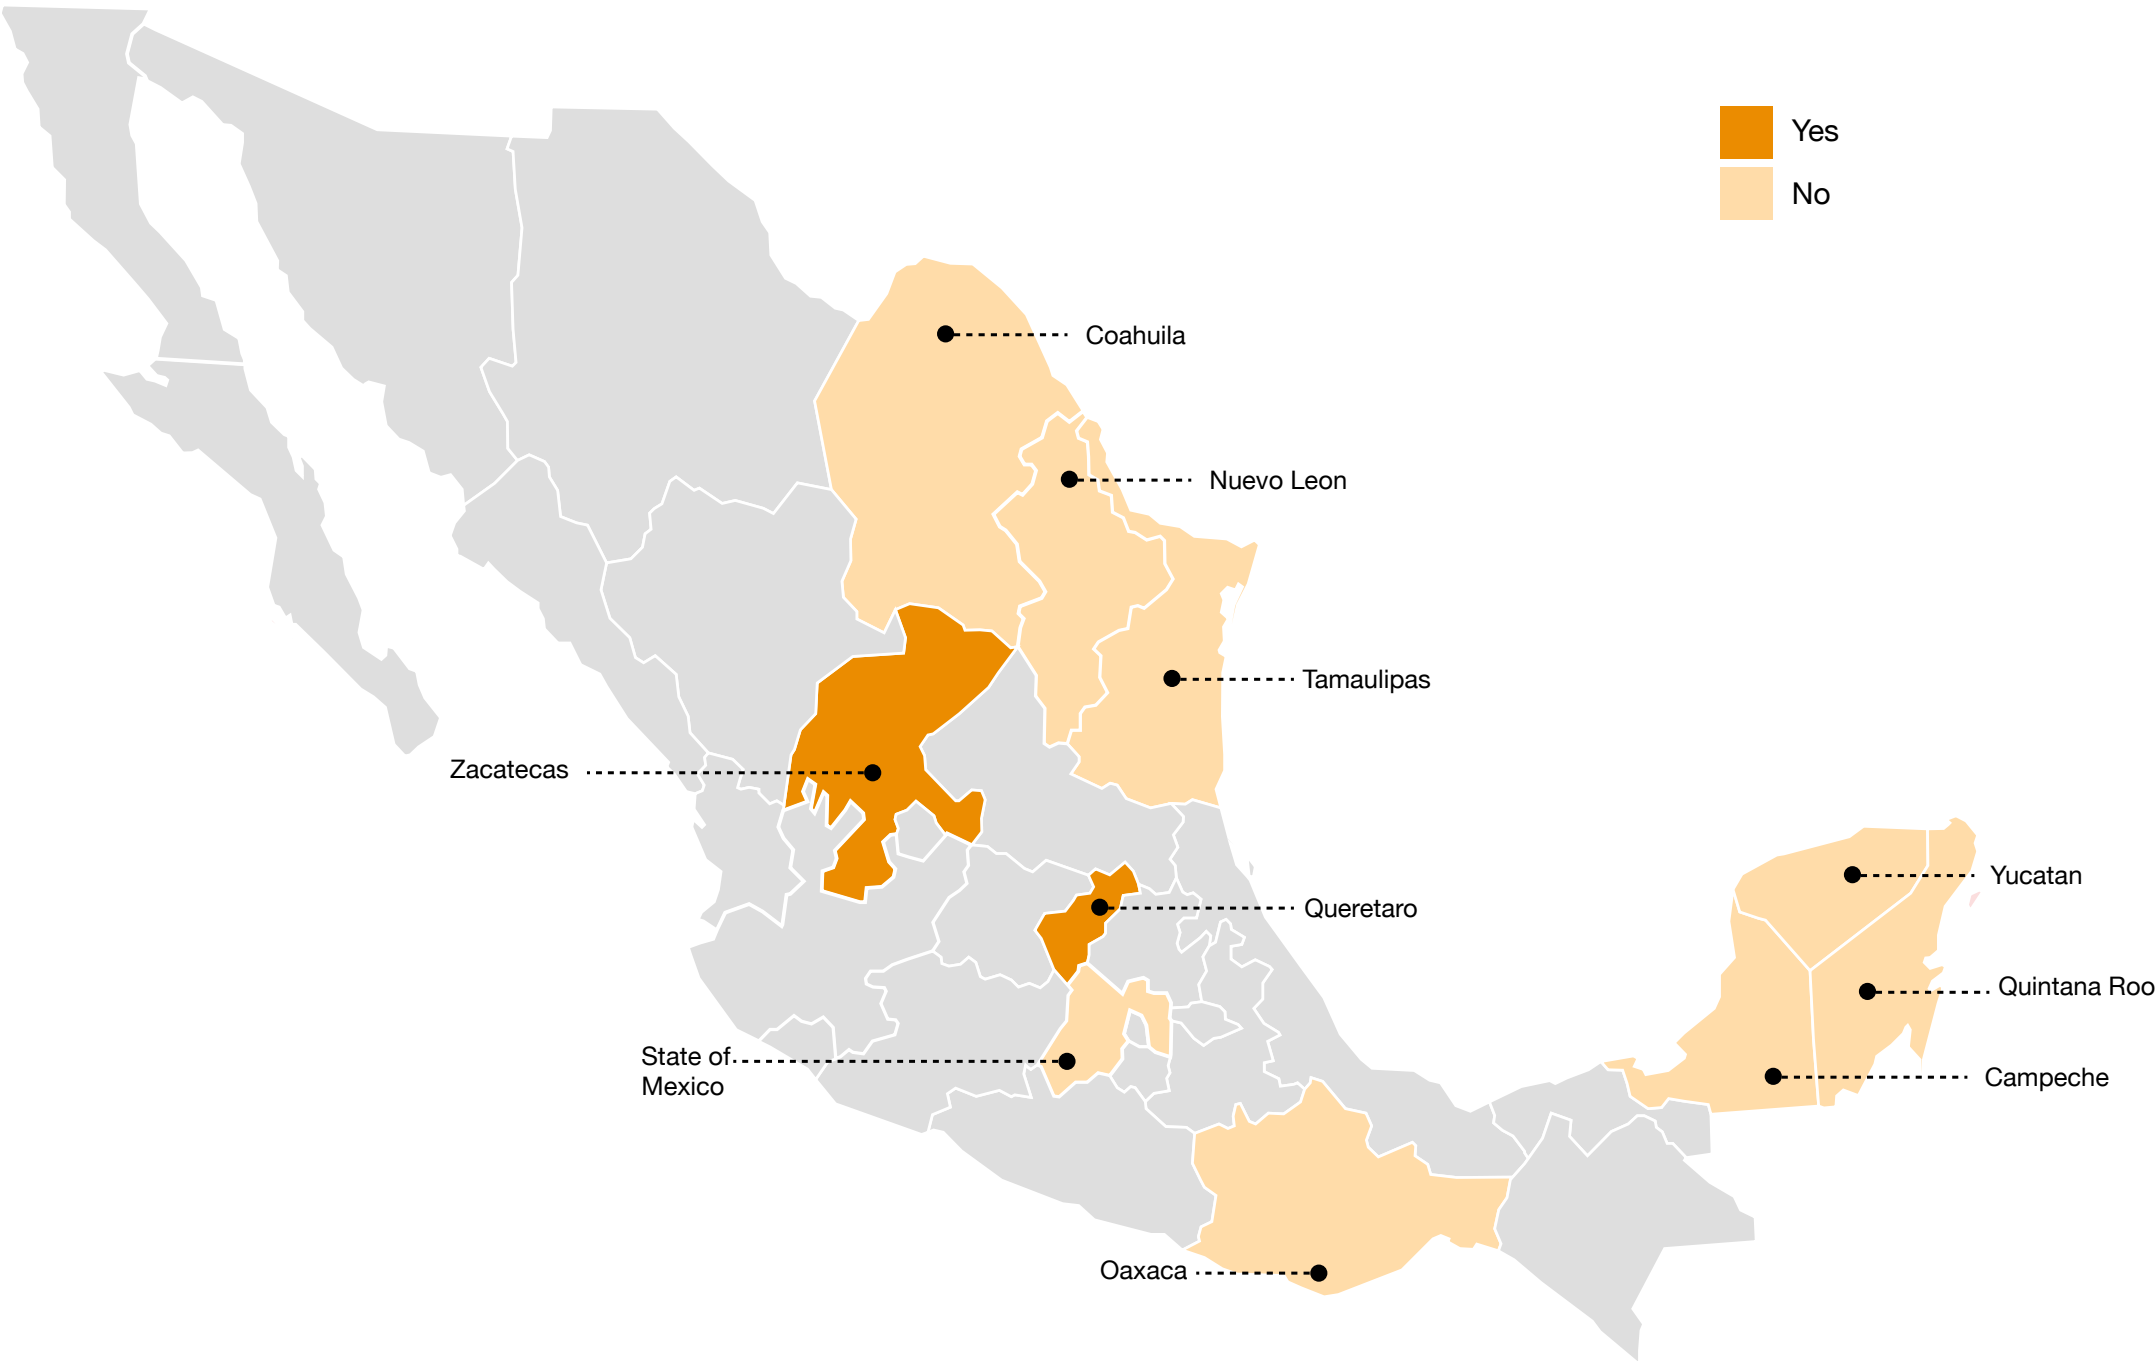 Yes
No
Coahuila
Nuevo Leon
Tamaulipas
Zacatecas
Yucatan
Queretaro
Quintana Roo
State of
Mexico
Campeche
Oaxaca